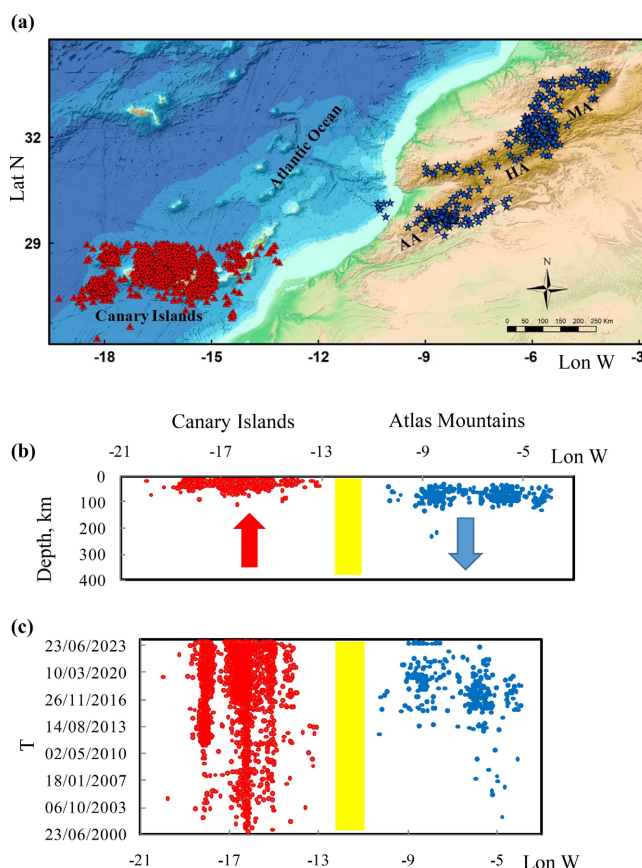 (a)
Lat N
32
29
Atlantic Ocean
MA
HA
AA
Canary Islands
N
0 50 100 150 200 250 Km
-18 -15 -12 -9 -6 -3
Lon W
Canary Islands Atlas Mountains
(b)
-21 -17 -13 -9 -5 Lon W
Depth, km
0
100
200
300
400
(c)
T
23/06/2023
10/03/2020
26/11/2016
14/08/2013
02/05/2010
18/01/2007
06/10/2003
23/06/2000
-21 -17 -13 -9 -5 Lon W